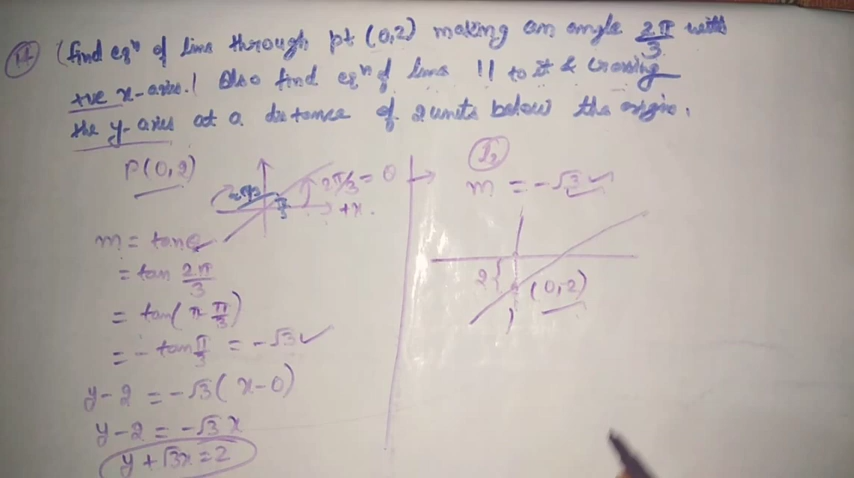 14 (find eqⁿ of line through pt (0,2) making an angle 2π/3 with
+ve x-axis.) Also find eqⁿ of line || to it & crossing
the y-axis at a distance of 2 units below the origin.
P(0,2)
2π/3 = θ
π/3
+x.
m = tanθ
= tan 2π/3
= tan(π π/3)
= - tan π/3 = -√3 ✓
y-2 = -√3(x-0)
y-2 = -√3x
y+√3x=2
→ m = -√3 ✓
2{ (0,2)